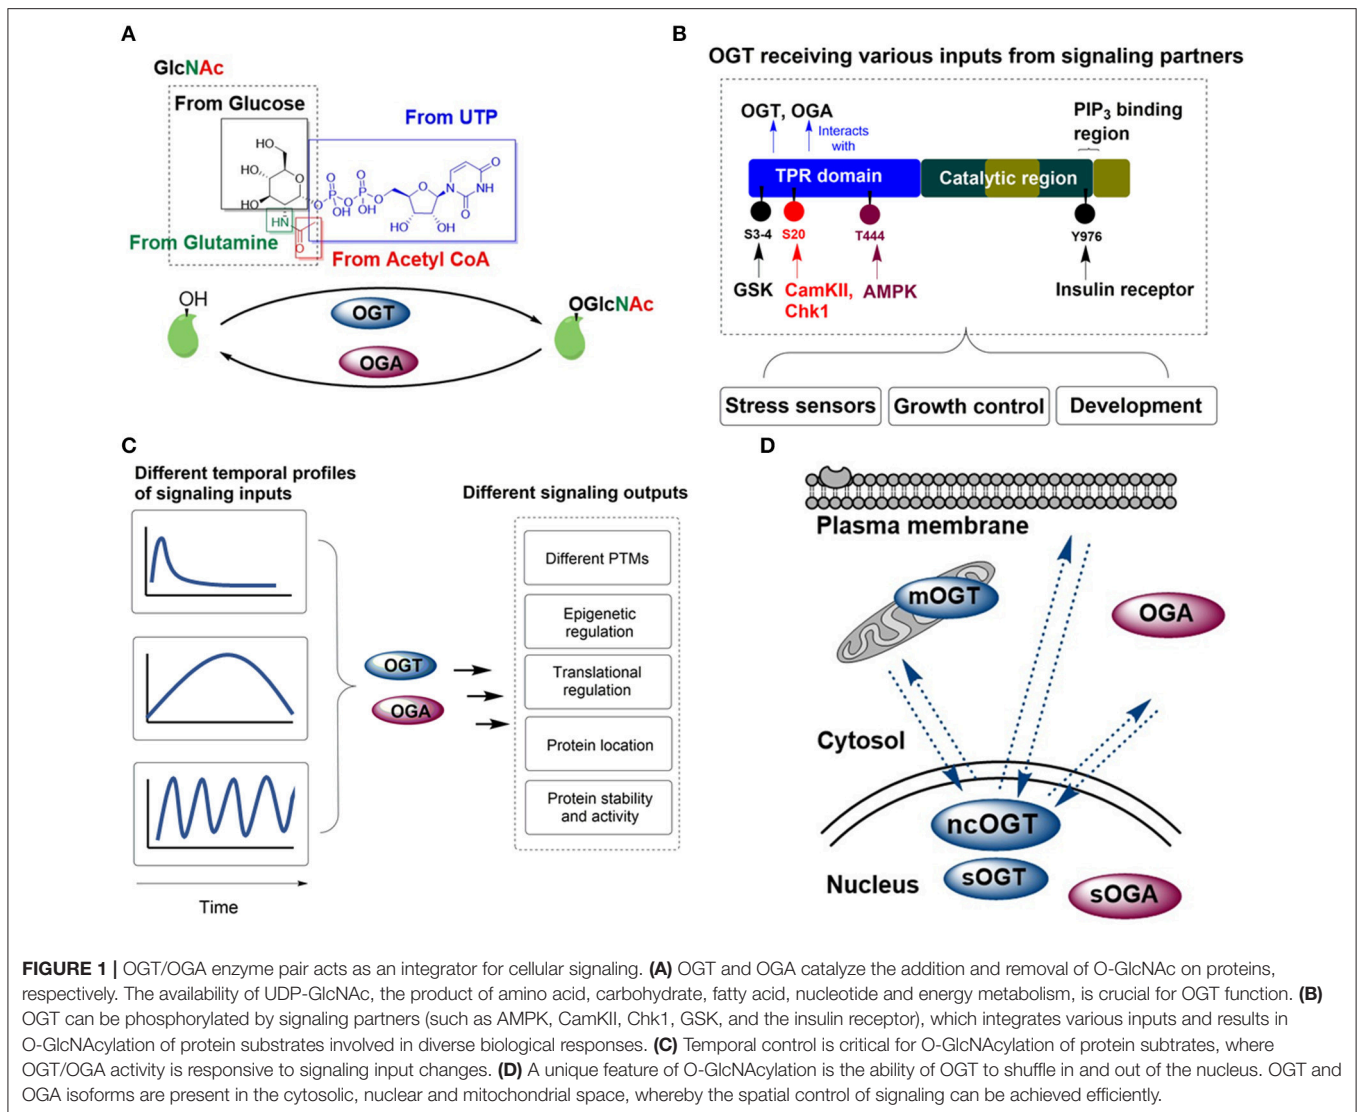 A
GlcNAc
From Glucose
From UTP
HO
HO
HO
O
HN
O
O
P
OH
O
O
P
OH
O
O
N
O
NH
O
HO
OH
From Glutamine
From Acetyl CoA
OH
OGT
OGlcNAc
OGA
B
OGT receiving various inputs from signaling partners
OGT, OGA
Interacts
with
PIP3 binding
region
TPR domain
Catalytic region
S3-4
S20
T444
Y976
GSK
CamKII,
Chk1
AMPK
Insulin receptor
Stress sensors
Growth control
Development
C
Different temporal profiles
of signaling inputs
Time
OGT
OGA
Different signaling outputs
Different PTMs
Epigenetic
regulation
Translational
regulation
Protein location
Protein stability
and activity
D
Plasma membrane
mOGT
OGA
Cytosol
ncOGT
Nucleus
sOGT
sOGA
FIGURE 1 | OGT/OGA enzyme pair acts as an integrator for cellular signaling. (A) OGT and OGA catalyze the addition and removal of O-GlcNAc on proteins,
respectively. The availability of UDP-GlcNAc, the product of amino acid, carbohydrate, fatty acid, nucleotide and energy metabolism, is crucial for OGT function. (B)
OGT can be phosphorylated by signaling partners (such as AMPK, CamKII, Chk1, GSK, and the insulin receptor), which integrates various inputs and results in
O-GlcNAcylation of protein substrates involved in diverse biological responses. (C) Temporal control is critical for O-GlcNAcylation of protein subtrates, where
OGT/OGA activity is responsive to signaling input changes. (D) A unique feature of O-GlcNAcylation is the ability of OGT to shuffle in and out of the nucleus. OGT and
OGA isoforms are present in the cytosolic, nuclear and mitochondrial space, whereby the spatial control of signaling can be achieved efficiently.